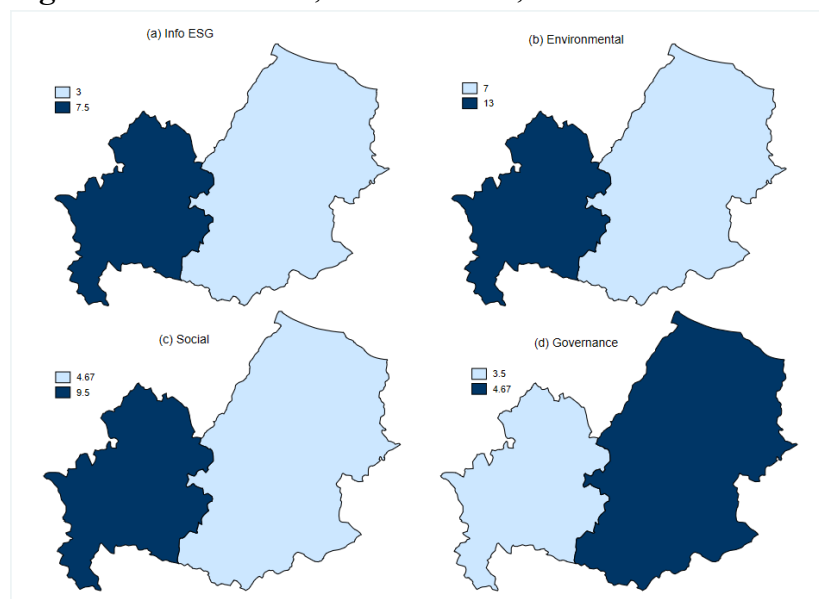 (a) Info ESG
3
7.5
(b) Environmental
7
13
(c) Social
4.67
9.5
(d) Governance
3.5
4.67